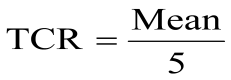 TCR = Mean / 5